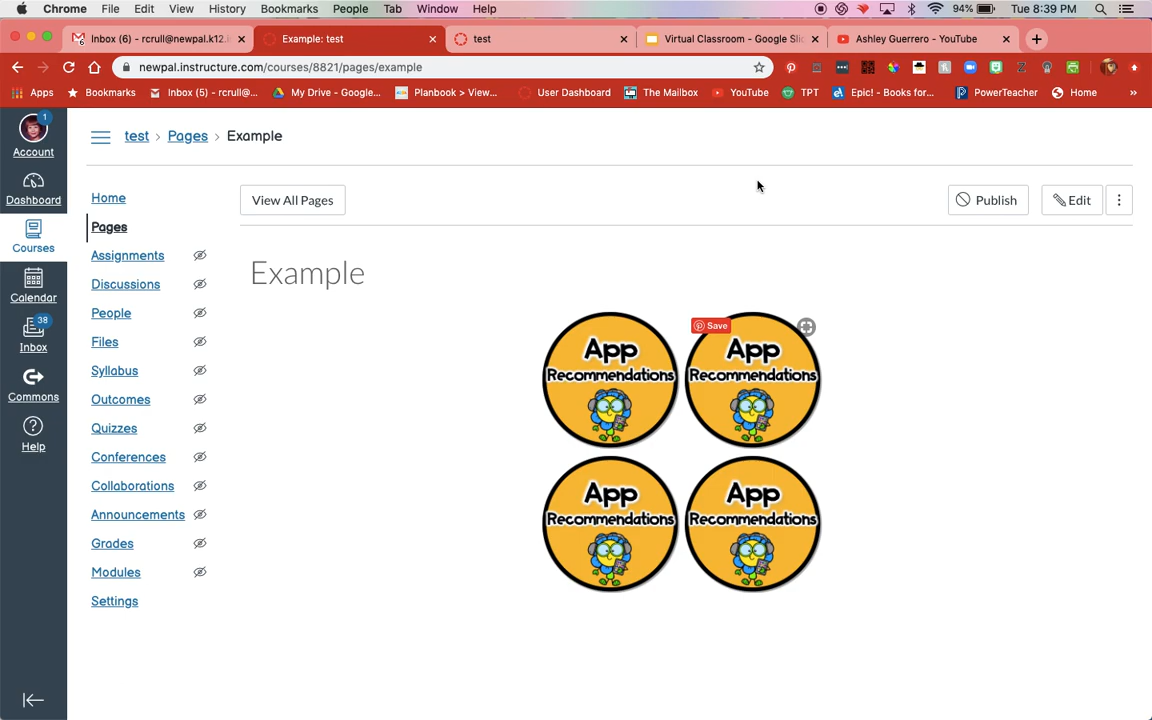 Chrome File Edit View History Bookmarks People Tab Window Help 94% Tue 8:39 PM
Inbox (6) - rcrull@newpal.k12.i
Example: test
test
Virtual Classroom - Google Slid
Ashley Guerrero - YouTube
newpal.instructure.com/courses/8821/pages/example
Apps
Bookmarks
Inbox (5) - rcrull@...
My Drive - Google...
Planbook > View...
User Dashboard
The Mailbox
YouTube
TPT
Epic! - Books for...
PowerTeacher
Home
»
1
Account
Dashboard
Courses
Calendar
38
Inbox
Commons
Help
test > Pages > Example
Home
Pages
Assignments
Discussions
People
Files
Syllabus
Outcomes
Quizzes
Conferences
Collaborations
Announcements
Grades
Modules
Settings
View All Pages
Publish
Edit
Example
App
Recommendations
Save
App
Recommendations
App
Recommendations
App
Recommendations